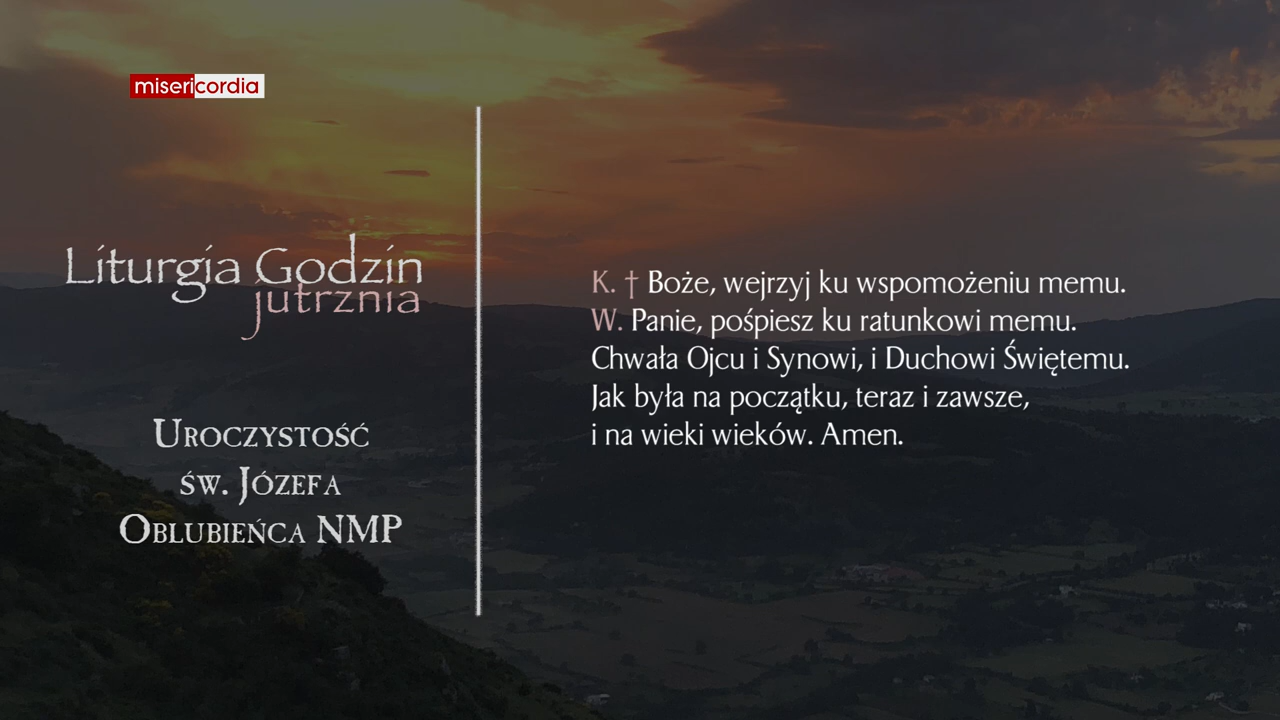 misericordia
Liturgia Godzin
jutrznia
Uroczystość
św. Józefa
Oblubieńca NMP
K. † Boże, wejrzyj ku wspomożeniu memu.
W. Panie, pośpiesz ku ratunkowi memu.
Chwała Ojcu i Synowi, i Duchowi Świętemu.
Jak była na początku, teraz i zawsze,
i na wieki wieków. Amen.